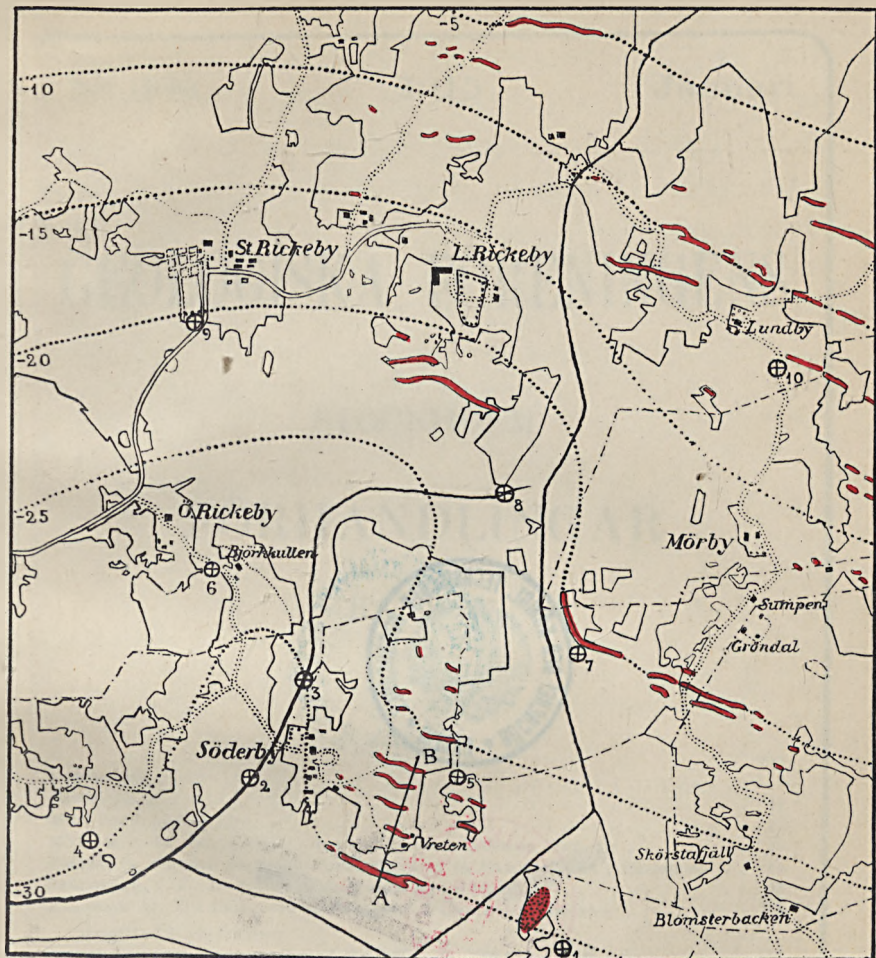 -5
-10
-15
St. Rickeby
L. Rickeby
9
Lundby
-20
10
-25
8
Ö. Rickeby
Mörby
Björkkullen
6
Sumpen
Gröndal
7
3
Söderby
B
2
5
4
Vreten
Skörstafjäll
-30
A
Blomsterbacken
1